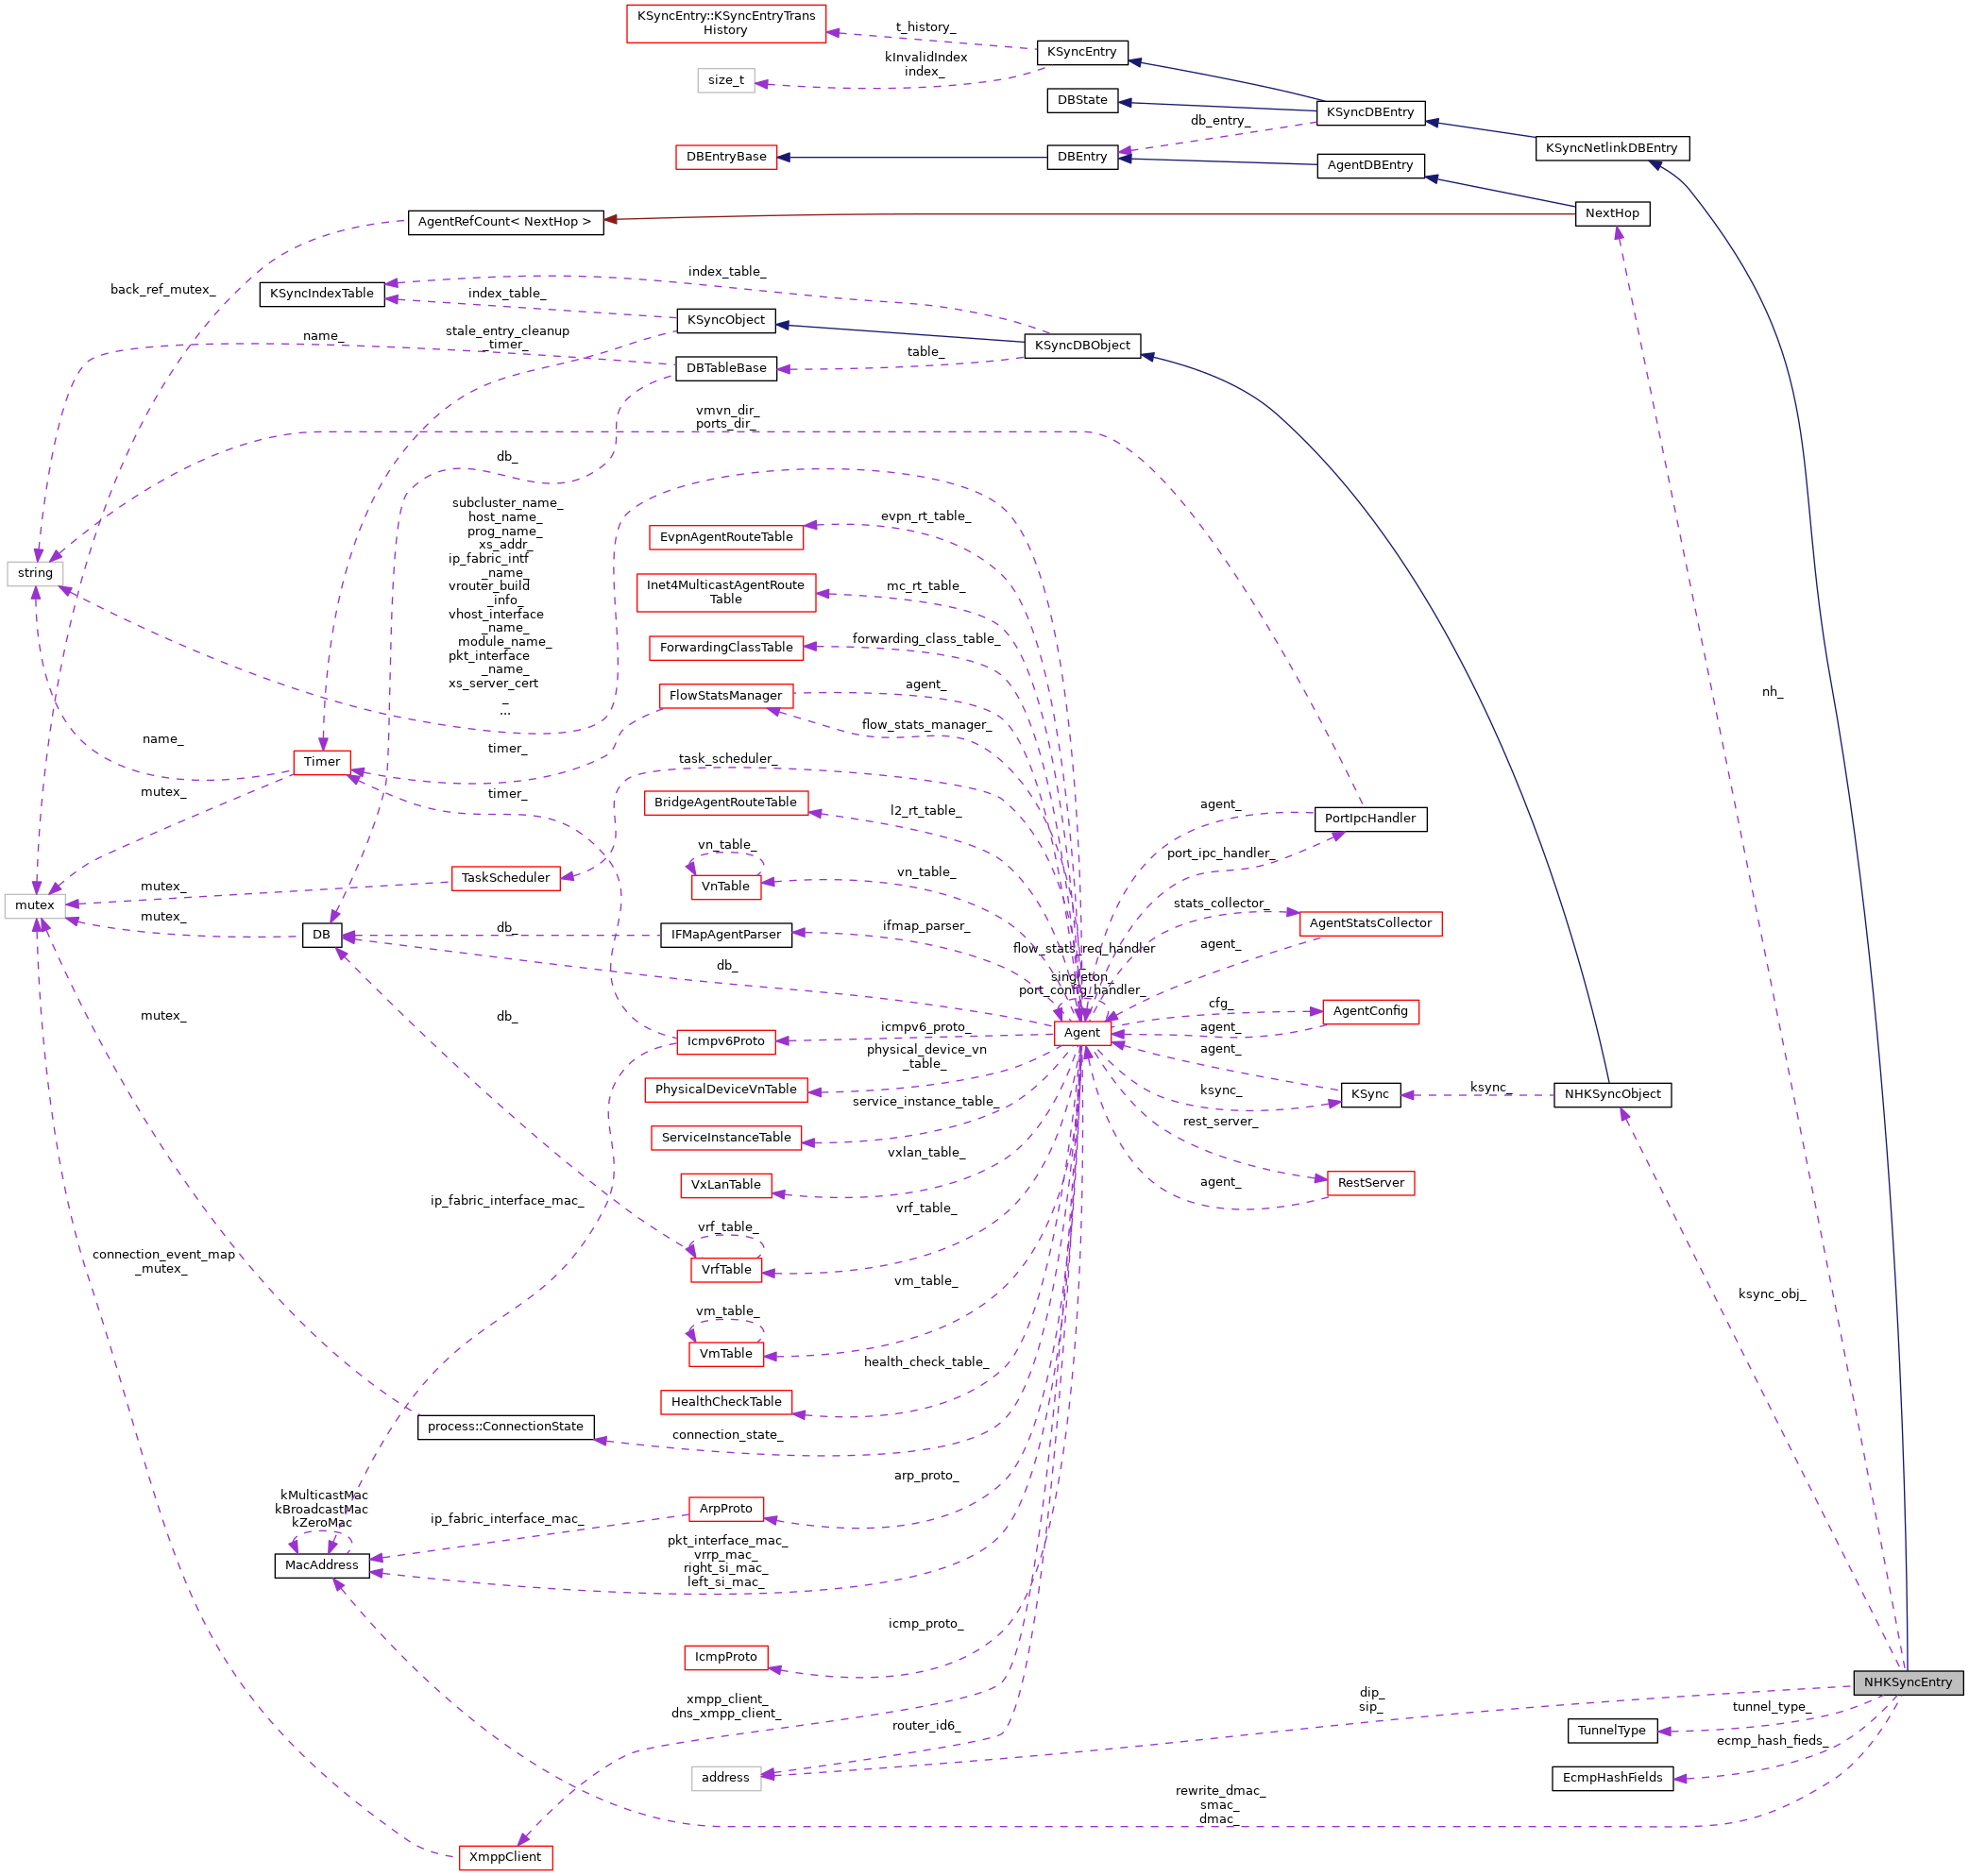 KSyncEntry::KSyncEntryTrans
History
t_history_
KSyncEntry
kInvalidIndex
index_
size_t
DBState
KSyncDBEntry
db_entry_
KSyncNetlinkDBEntry
DBEntryBase
DBEntry
AgentDBEntry
NextHop
AgentRefCount< NextHop >
back_ref_mutex_
index_table_
KSyncIndexTable
index_table_
KSyncObject
name_
stale_entry_cleanup
_timer_
KSyncDBObject
table_
DBTableBase
vmvn_dir_
ports_dir_
db_
subcluster_name_
host_name_
prog_name_
xs_addr_
ip_fabric_intf
_name_
vrouter_build
_info_
vhost_interface
_name_
module_name_
pkt_interface
_name_
xs_server_cert
_
...
evpn_rt_table_
EvpnAgentRouteTable
string
Inet4MulticastAgentRoute
Table
mc_rt_table_
ForwardingClassTable
forwarding_class_table_
FlowStatsManager
agent_
nh_
flow_stats_manager_
name_
timer_
Timer
task_scheduler_
mutex_
timer_
BridgeAgentRouteTable
l2_rt_table_
agent_
PortIpcHandler
vn_table_
port_ipc_handler_
VnTable
vn_table_
TaskScheduler
mutex_
mutex
stats_collector_
AgentStatsCollector
mutex_
DB
db_
IFMapAgentParser
ifmap_parser_
agent_
flow_stats_req_handler
_
singleton_
port_config_handler_
db_
cfg_
AgentConfig
mutex_
db_
Icmpv6Proto
icmpv6_proto_
Agent
agent_
physical_device_vn
_table_
agent_
PhysicalDeviceVnTable
ksync_
KSync
ksync_
NHKSyncObject
service_instance_table_
rest_server_
ServiceInstanceTable
vxlan_table_
VxLanTable
agent_
RestServer
ip_fabric_interface_mac_
vrf_table_
vrf_table_
connection_event_map
_mutex_
VrfTable
vm_table_
ksync_obj_
vm_table_
VmTable
health_check_table_
HealthCheckTable
process::ConnectionState
connection_state_
arp_proto_
kMulticastMac
kBroadcastMac
kZeroMac
ip_fabric_interface_mac_
ArpProto
MacAddress
pkt_interface_mac_
vrrp_mac_
right_si_mac_
left_si_mac_
icmp_proto_
IcmpProto
NHKSyncEntry
xmpp_client_
dns_xmpp_client_
dip_
sip_
tunnel_type_
router_id6_
TunnelType
ecmp_hash_fieds_
address
EcmpHashFields
rewrite_dmac_
smac_
dmac_
XmppClient